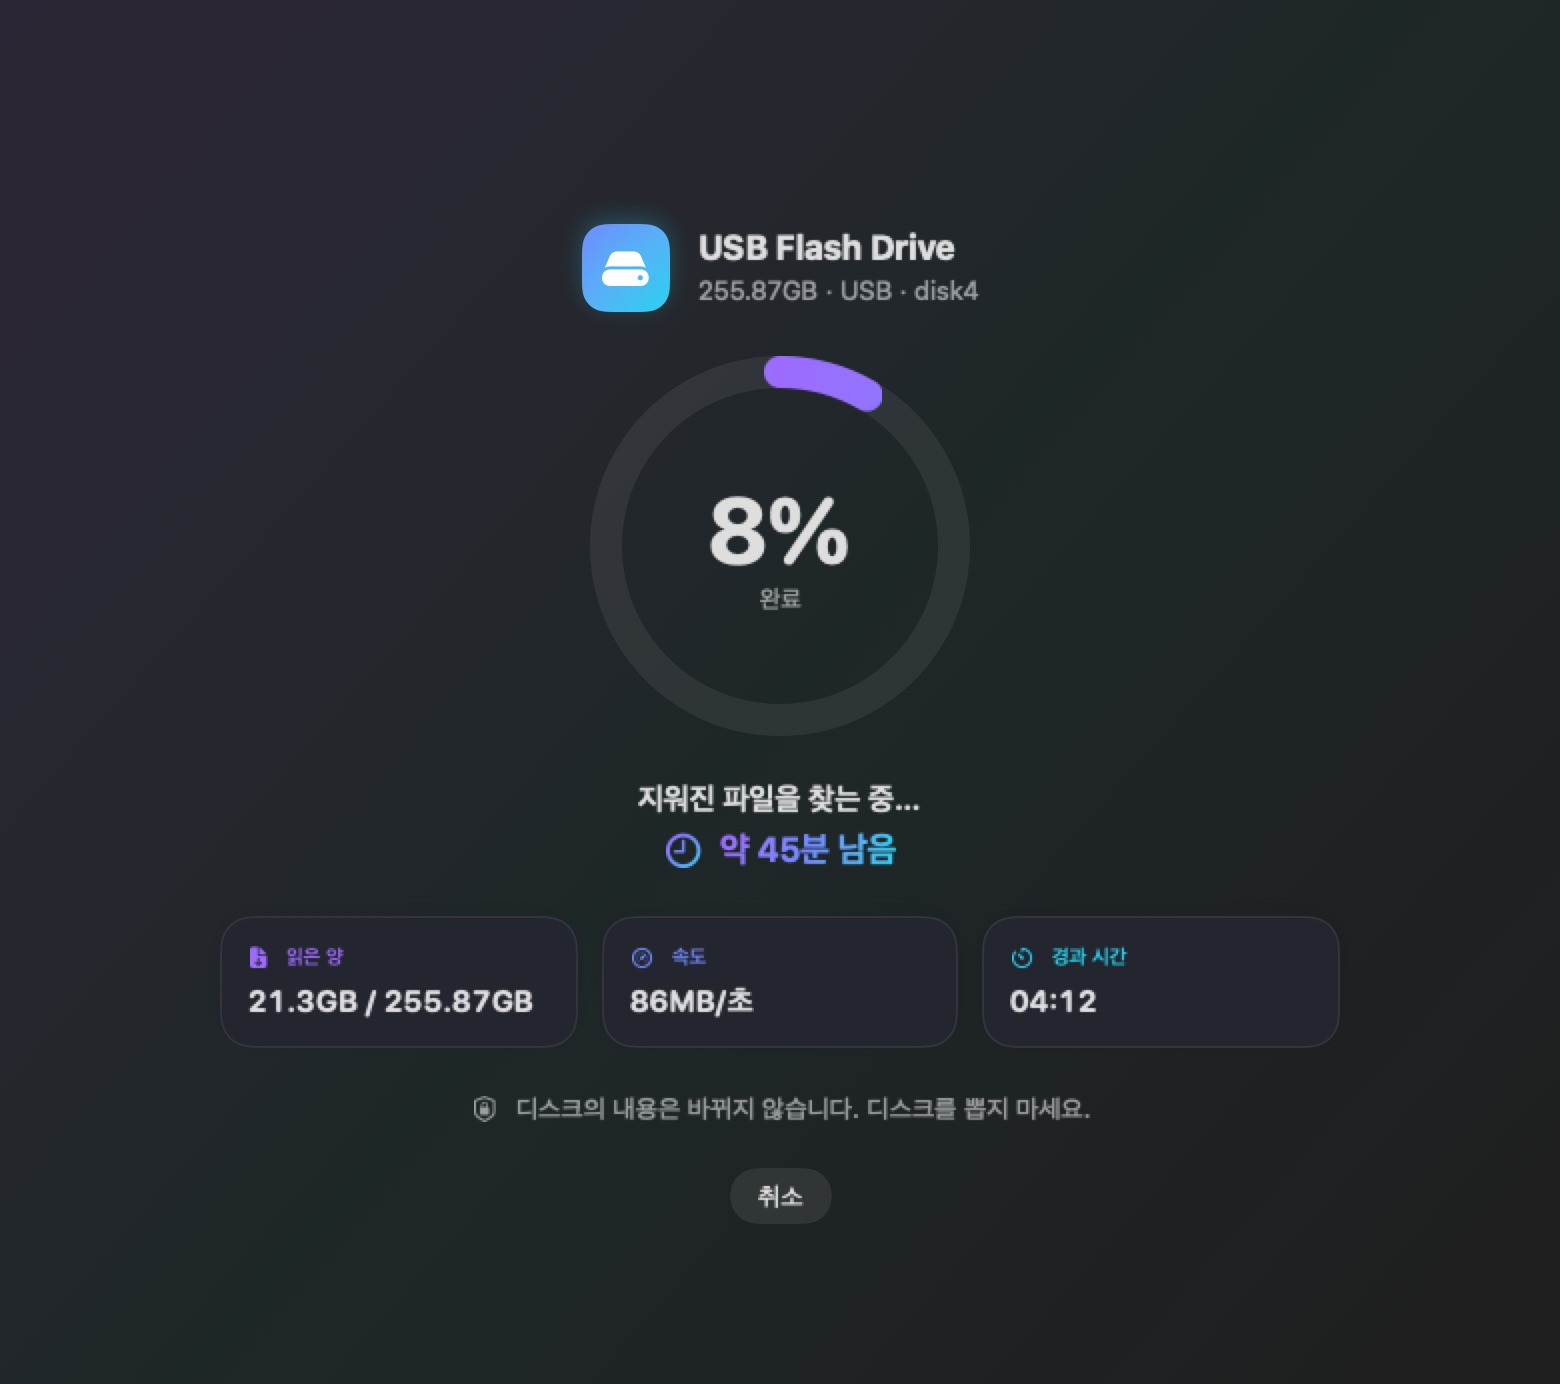 USB Flash Drive
255.87GB · USB · disk4
8%
완료
지워진 파일을 찾는 중...
약 45분 남음
읽은 양
21.3GB / 255.87GB
속도
86MB/초
경과 시간
04:12
디스크의 내용은 바뀌지 않습니다. 디스크를 뽑지 마세요.
취소